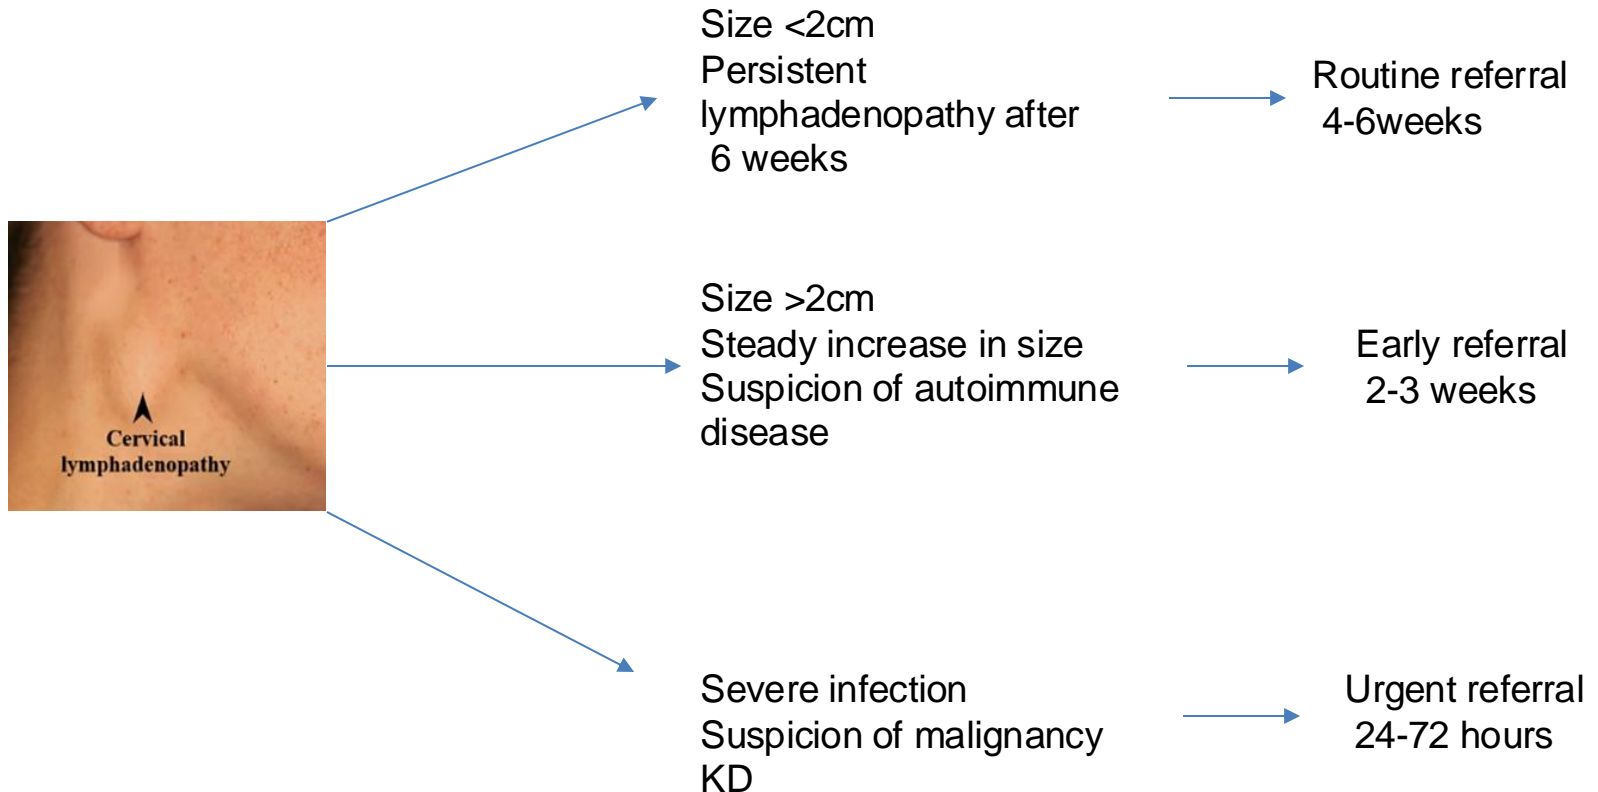 Size <2cm
Persistent
lymphadenopathy after
6 weeks
Routine referral
4-6weeks
Cervical
lymphadenopathy
Size >2cm
Steady increase in size
Suspicion of autoimmune
disease
Early referral
2-3 weeks
Severe infection
Suspicion of malignancy
KD
Urgent referral
24-72 hours